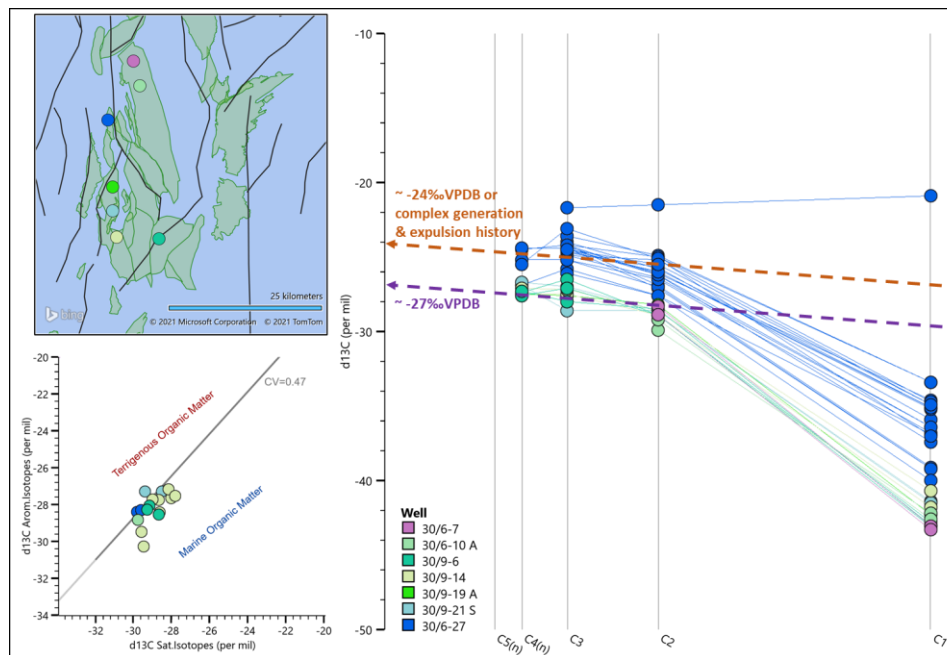 bing
25 kilometers
© 2021 Microsoft Corporation © 2021 TomTom
-20
-22
-24
-26
-28
-30
-32
-34
d13C Arom.Isotopes (per mil)
CV=0.47
Terrigenous Organic Matter
Marine Organic Matter
-32 -30 -28 -26 -24 -22 -20
d13C Sat.Isotopes (per mil)
-10
-20
-30
-40
-50
d13C (per mil)
~ -24‰VPDB or
complex generation
& expulsion history
~ -27‰VPDB
Well
30/6-7
30/6-10 A
30/9-6
30/9-14
30/9-19 A
30/9-21 S
30/6-27
C5(n) C4(n) C3 C2 C1